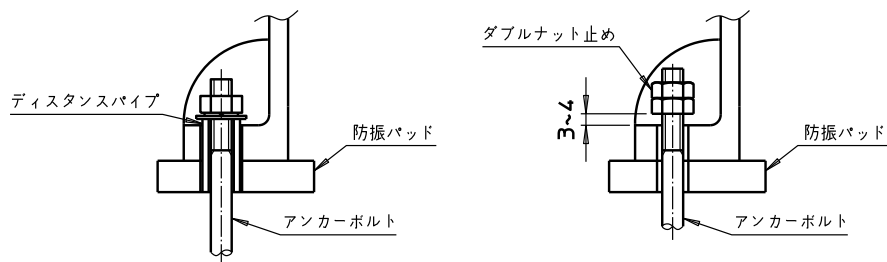 ディスタンスパイプ
防振パッド
アンカーボルト
ダブルナット止め
3~4
防振パッド
アンカーボルト